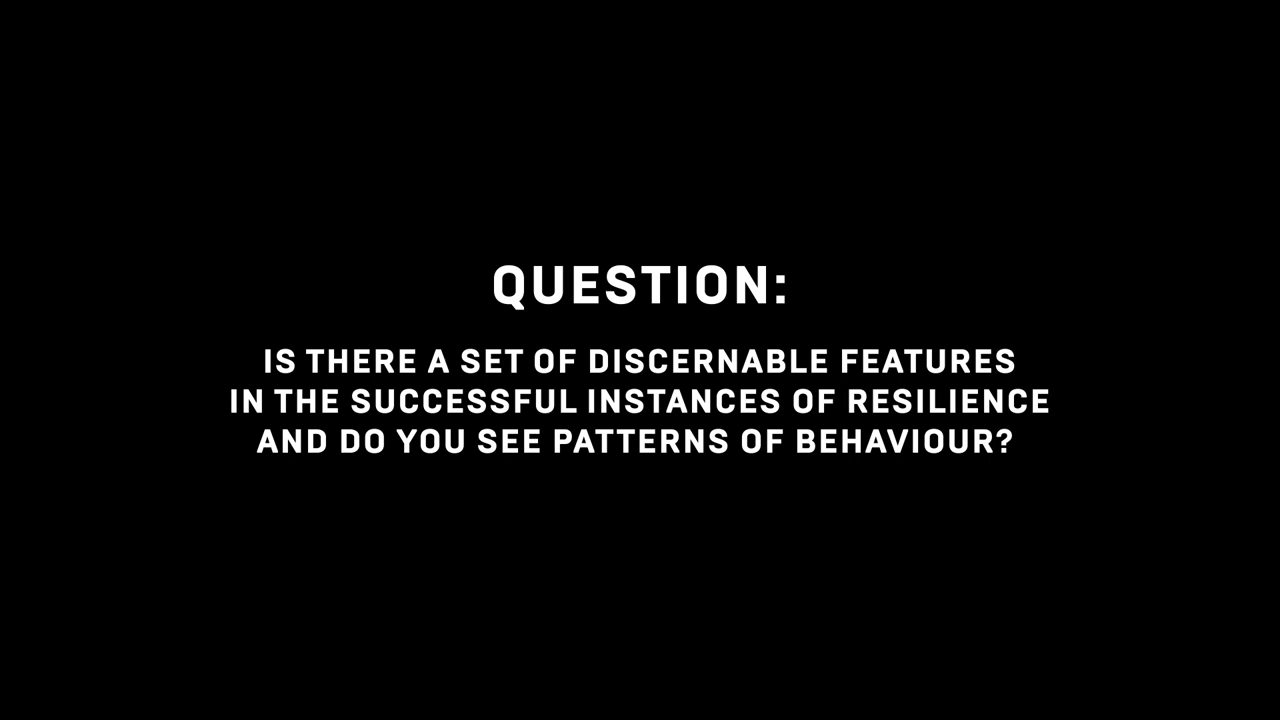 QUESTION:
IS THERE A SET OF DISCERNABLE FEATURES
IN THE SUCCESSFUL INSTANCES OF RESILIENCE
AND DO YOU SEE PATTERNS OF BEHAVIOUR?